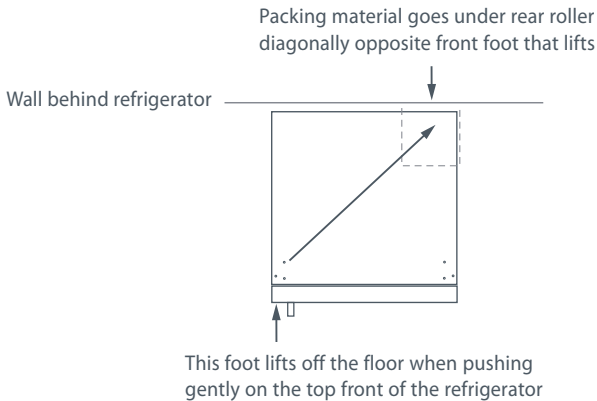 Packing material goes under rear roller
diagonally opposite front foot that lifts
Wall behind refrigerator
This foot lifts off the floor when pushing
gently on the top front of the refrigerator